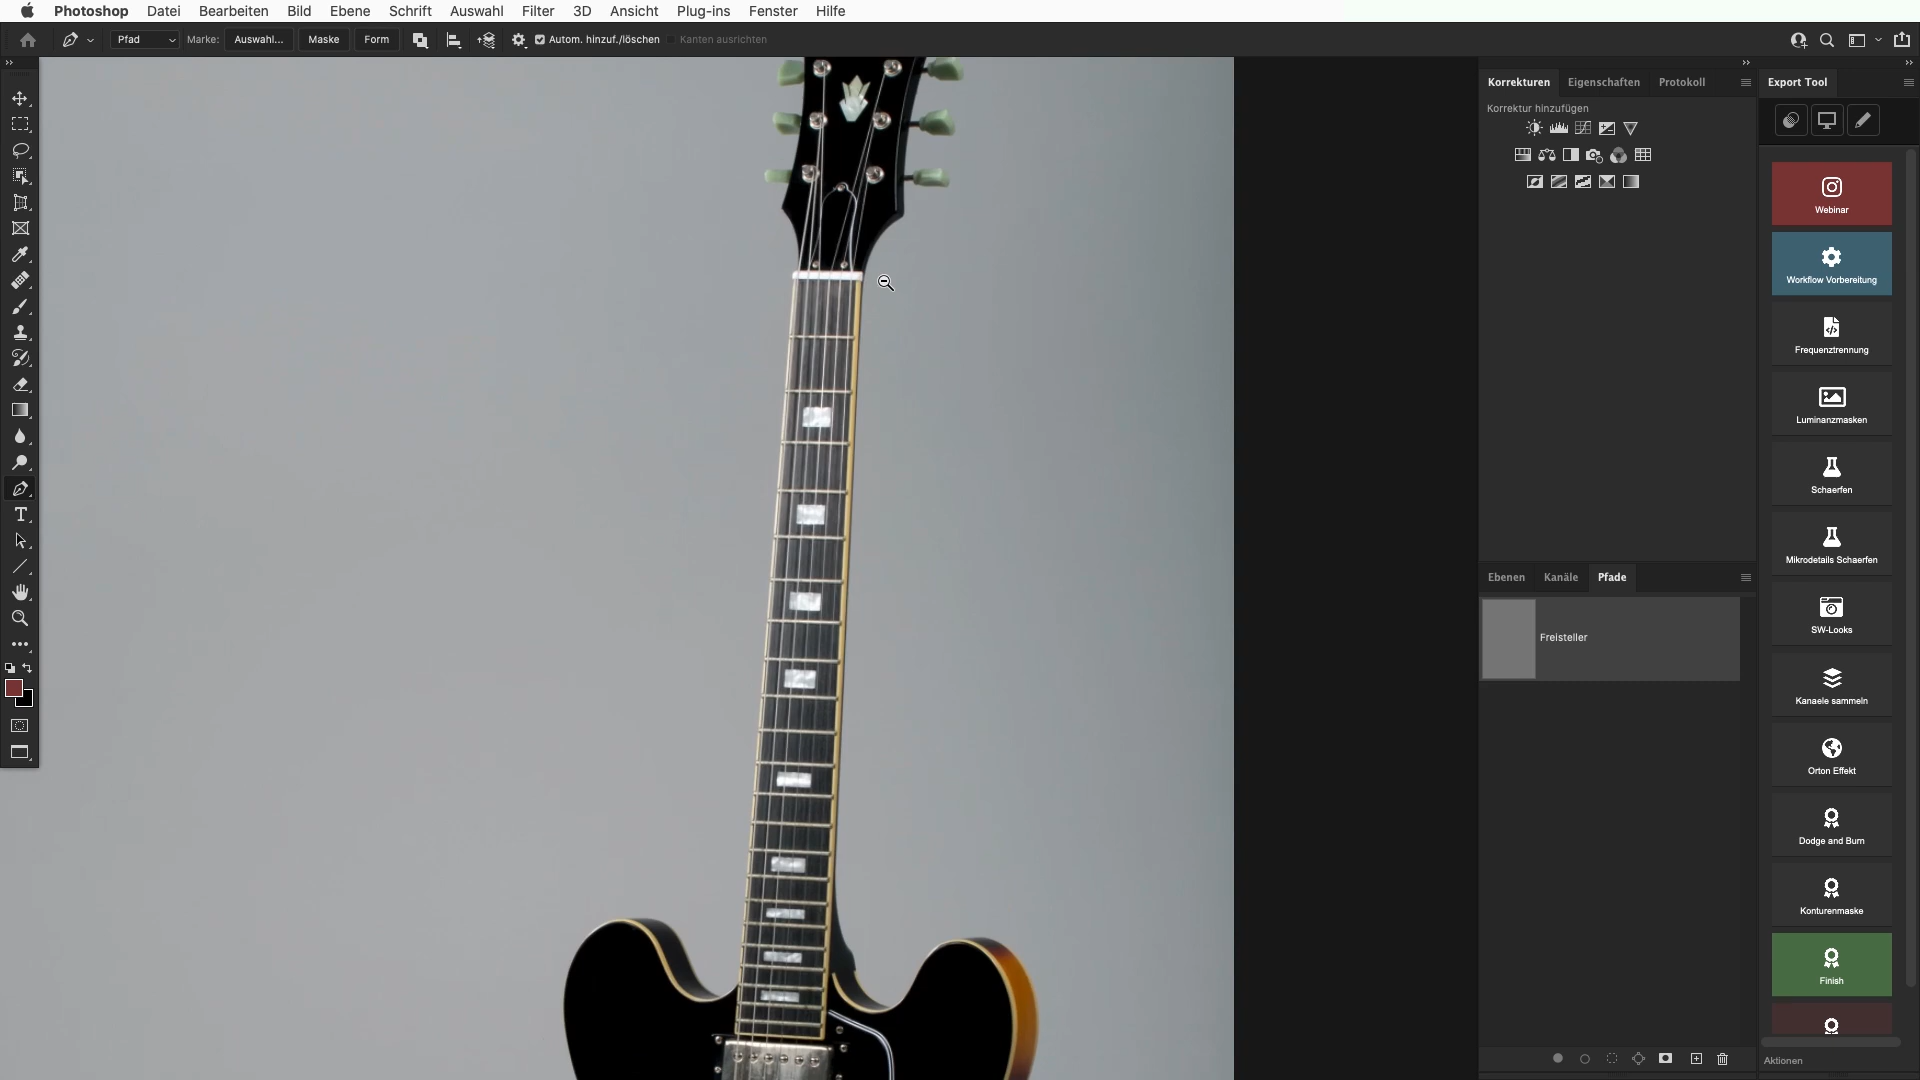 Photoshop Datei Bearbeiten Bild Ebene Schrift Auswahl Filter 3D Ansicht Plug-ins Fenster Hilfe
Pfad Marke: Auswahl... Maske Form Autom. hinzuf./löschen Kanten ausrichten
Korrekturen Eigenschaften Protokoll
Korrektur hinzufügen
Export Tool
Webinar
Workflow Vorbereitung
Frequenztrennung
Luminanzmasken
Schaerfen
Mikrodetails Schaerfen
SW-Looks
Kanaele sammeln
Orton Effekt
Dodge and Burn
Konturenmaske
Finish
Aktionen
Ebenen Kanäle Pfade
Freisteller